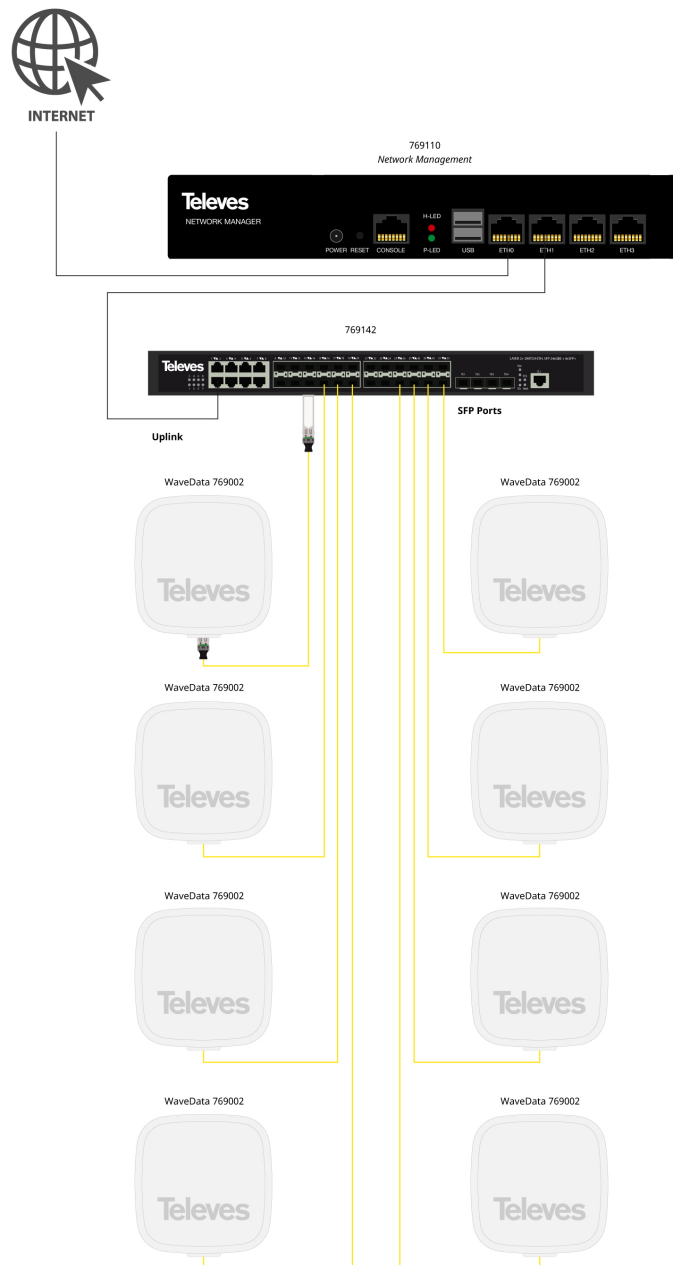 INTERNET
769110
Network Management
Televes
NETWORK MANAGER
H-LED
POWER RESET CONSOLE P-LED USB ETH0 ETH1 ETH2 ETH3
769142
Televes
Uplink
SFP Ports
WaveData 769002 WaveData 769002
Televes Televes
WaveData 769002 WaveData 769002
Televes Televes
WaveData 769002 WaveData 769002
Televes Televes
WaveData 769002 WaveData 769002
Televes Televes